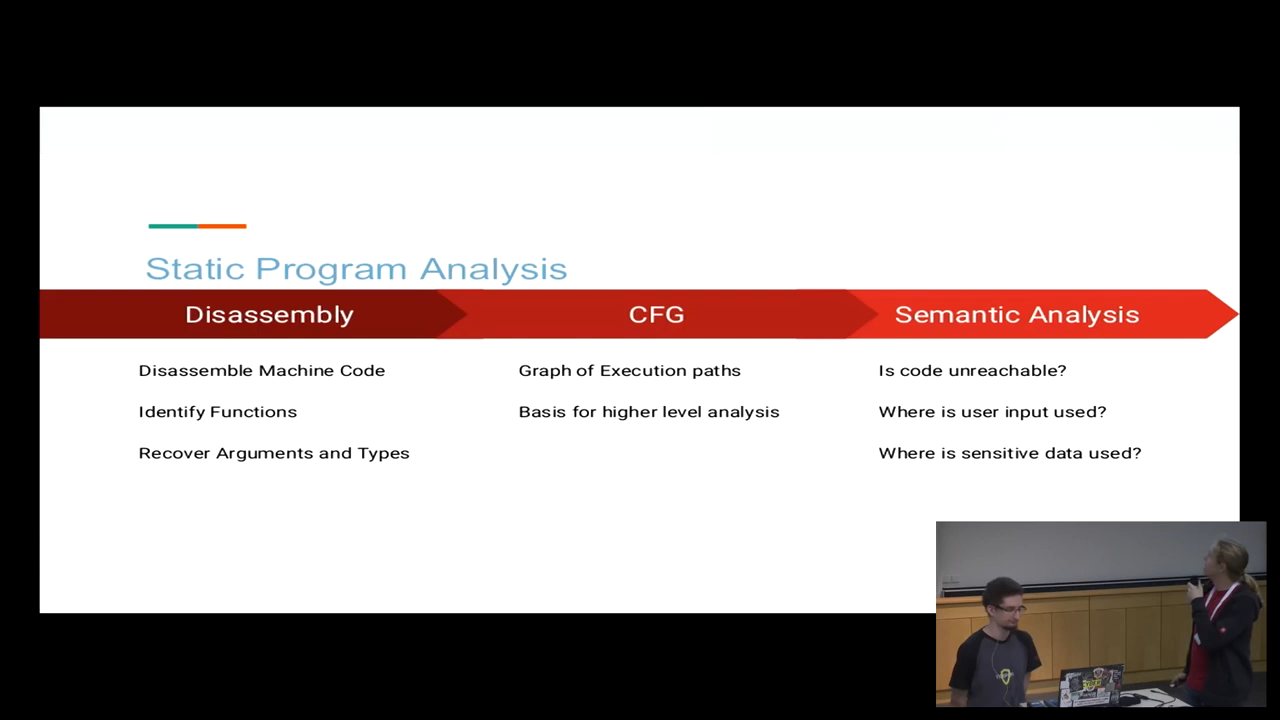 Static Program Analysis
Disassembly
CFG
Semantic Analysis
Disassemble Machine Code
Graph of Execution paths
Is code unreachable?
Identify Functions
Basis for higher level analysis
Where is user input used?
Recover Arguments and Types
Where is sensitive data used?